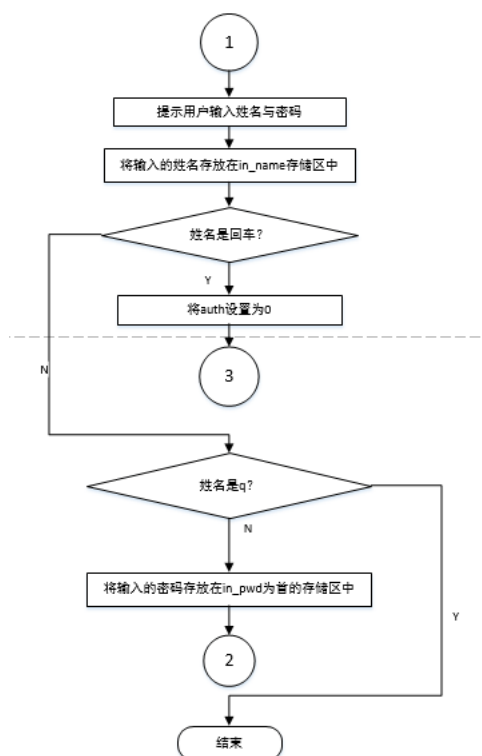 1
提示用户输入姓名与密码
将输入的姓名存放在in_name存储区中
姓名是回车?
Y
将auth设置为0
3
N
姓名是q?
N
将输入的密码存放在in_pwd为首的存储区中
Y
2
结束